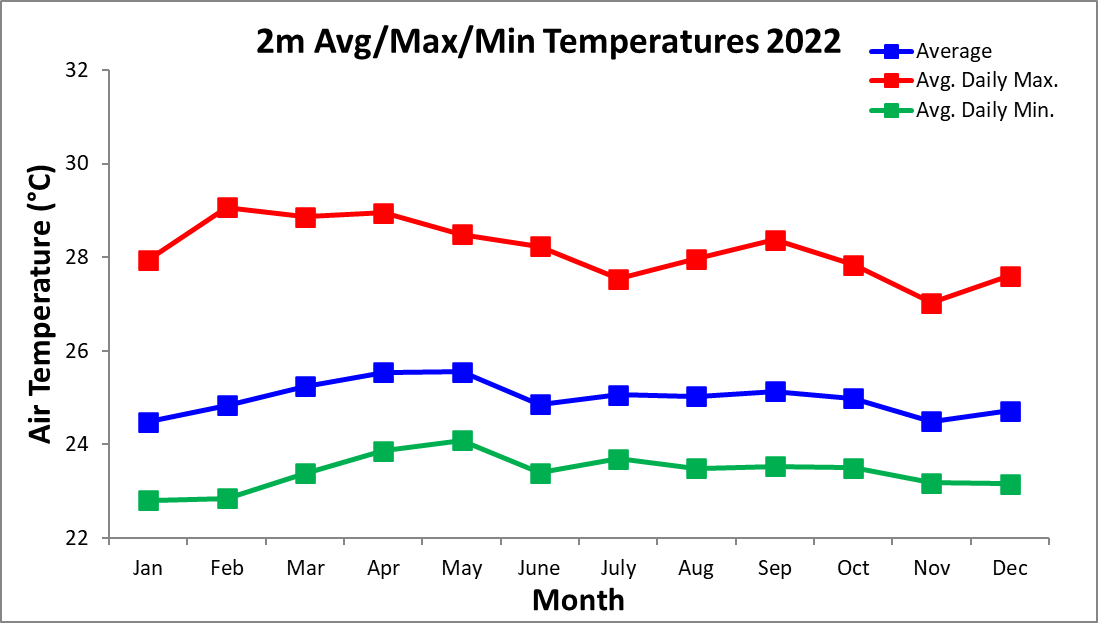 2m Avg/Max/Min Temperatures 2022
Average
Avg. Daily Max.
Avg. Daily Min.
Air Temperature (°C)
32
30
28
26
24
22
Jan Feb Mar Apr May June July Aug Sep Oct Nov Dec
Month